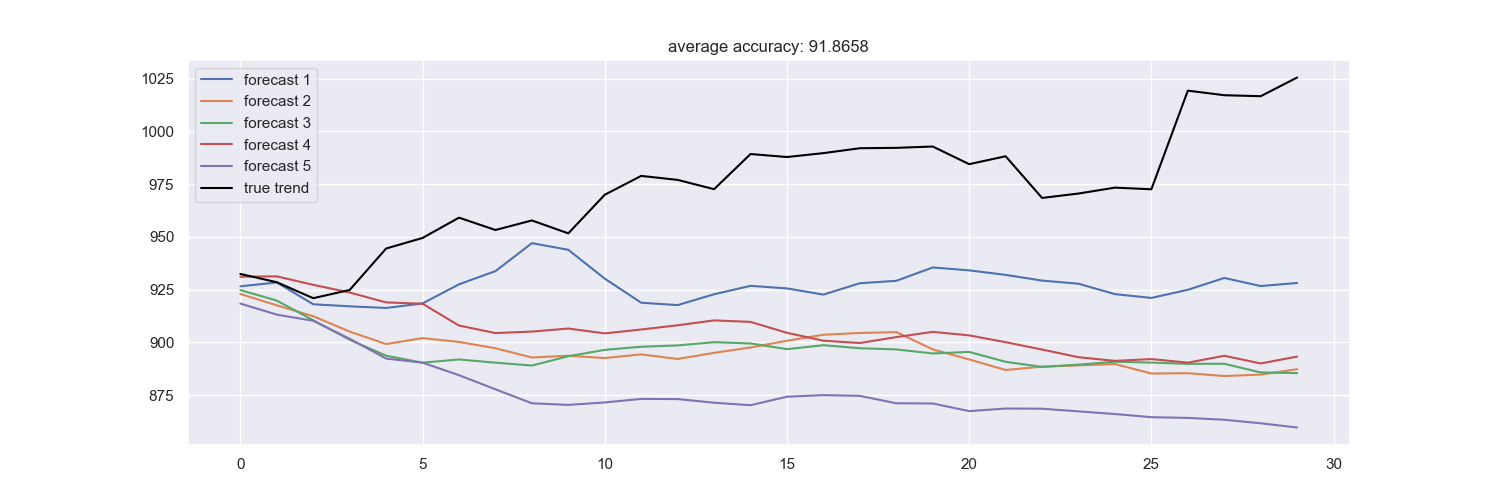 average accuracy: 91.8658
forecast 1
forecast 2
forecast 3
forecast 4
forecast 5
true trend
1025
1000
975
950
925
900
875
0 5 10 15 20 25 30